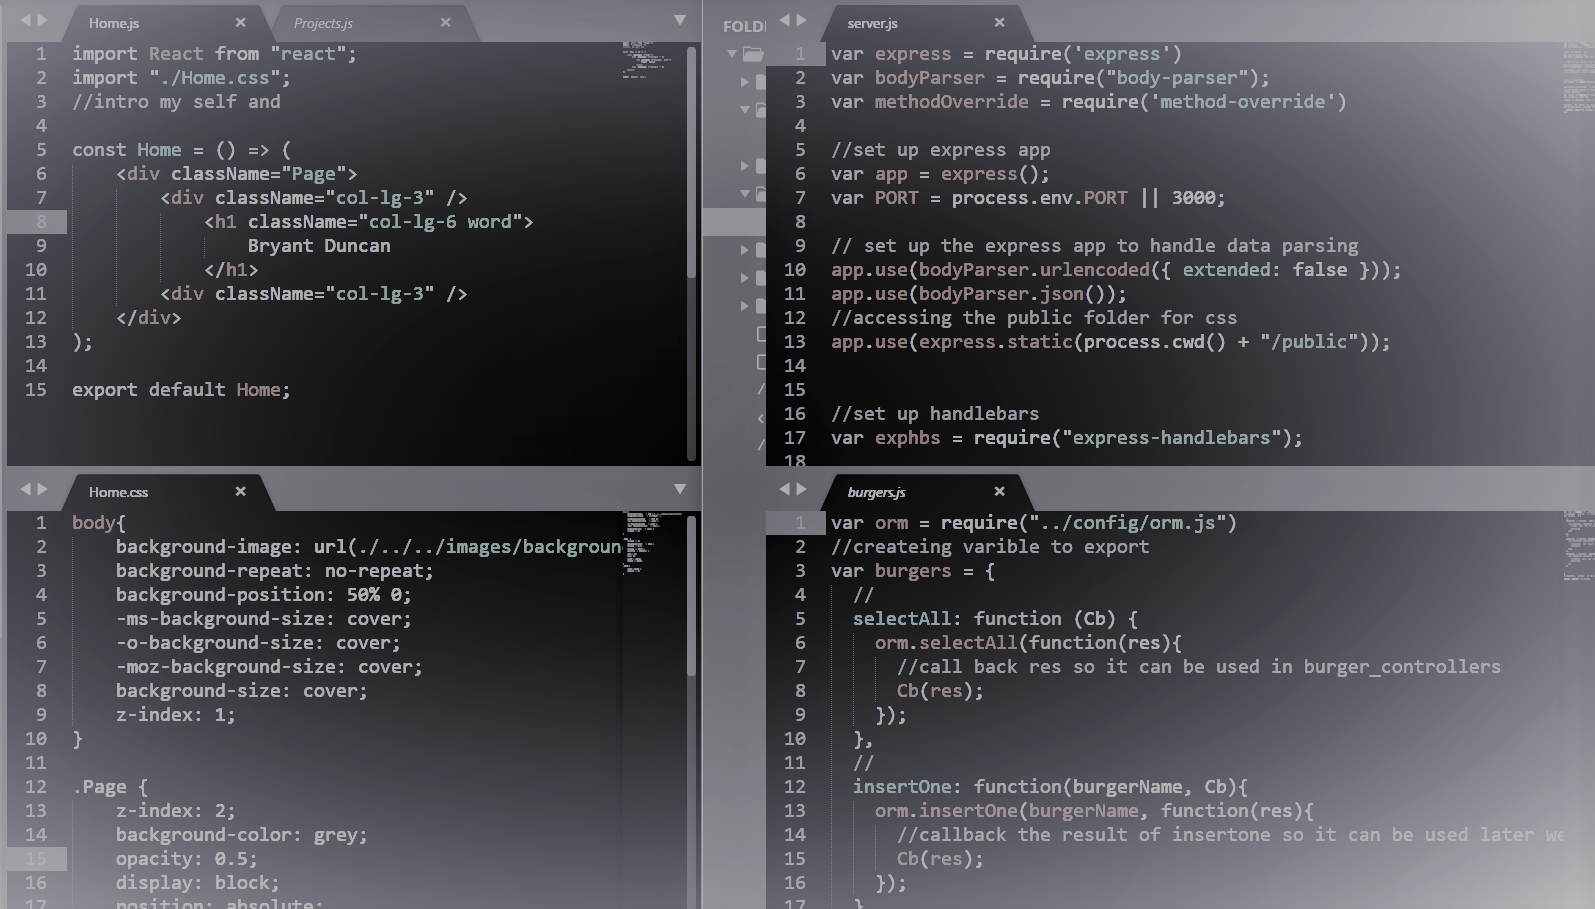 Home.js
Projects.js
1 import React from "react";
2 import "./Home.css";
3 //intro my self and
4
5 const Home = () => (
6 <div className="Page">
7 <div className="col-lg-3" />
8 <h1 className="col-lg-6 word">
9 Bryant Duncan
10 </h1>
11 <div className="col-lg-3" />
12 </div>
13 );
14
15 export default Home;
FOLD
server.js
1 var express = require('express')
2 var bodyParser = require("body-parser");
3 var methodOverride = require('method-override')
4
5 //set up express app
6 var app = express();
7 var PORT = process.env.PORT || 3000;
8
9 // set up the express app to handle data parsing
10 app.use(bodyParser.urlencoded({ extended: false }));
11 app.use(bodyParser.json());
12 //accessing the public folder for css
13 app.use(express.static(process.cwd() + "/public"));
14
15
16 //set up handlebars
17 var exphbs = require("express-handlebars");
18
Home.css
1 body{
2 background-image: url(./../../images/backgroun
3 background-repeat: no-repeat;
4 background-position: 50% 0;
5 -ms-background-size: cover;
6 -o-background-size: cover;
7 -moz-background-size: cover;
8 background-size: cover;
9 z-index: 1;
10 }
11
12 .Page {
13 z-index: 2;
14 background-color: grey;
15 opacity: 0.5;
16 display: block;
17 position: absolute;
burgers.js
1 var orm = require("../config/orm.js")
2 //createing varible to export
3 var burgers = {
4 //
5 selectAll: function (Cb) {
6 orm.selectAll(function(res){
7 //call back res so it can be used in burger_controllers
8 Cb(res);
9 });
10 },
11 //
12 insertOne: function(burgerName, Cb){
13 orm.insertOne(burgerName, function(res){
14 //callback the result of insertone so it can be used later we
15 Cb(res);
16 });
17 }